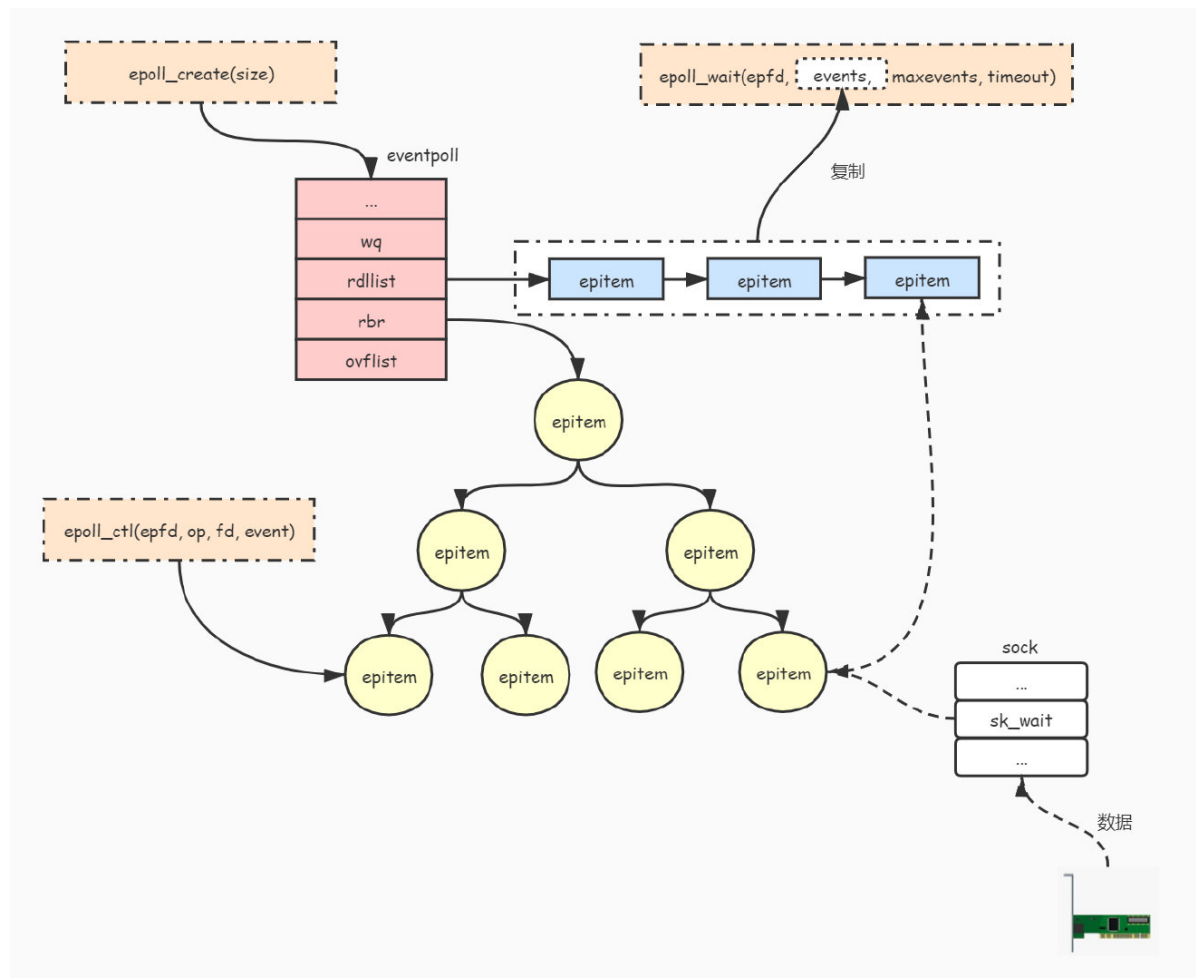 epoll_create(size)
epoll_wait(epfd, events, maxevents, timeout)
eventpoll
复制
...
wq
rdllist
epitem
epitem
epitem
rbr
ovflist
epitem
epoll_ctl(epfd, op, fd, event)
epitem
epitem
epitem
epitem
epitem
epitem
sock
...
sk_wait
...
数据